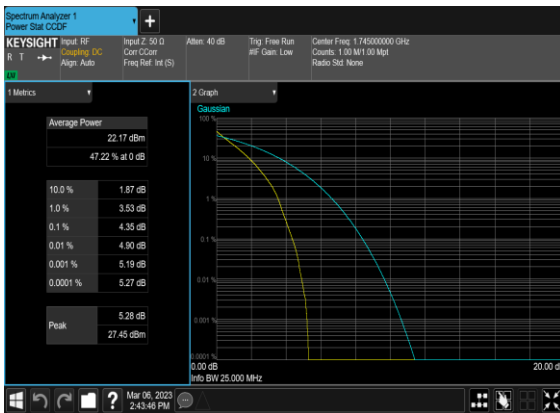 Spectrum Analyzer 1
Power Stat CCDF
KEYSIGHT
R T
LV
Input: RF
Coupling: DC
Align: Auto
Input Z: 50 Ω
Corr CCorr
Freq Ref: Int (S)
Atten: 40 dB
Trig: Free Run
#IF Gain: Low
Center Freq: 1.745000000 GHz
Counts: 1.00 M/1.00 Mpt
Radio Std: None
1 Metrics
Average Power
22.17 dBm
47.22 % at 0 dB
10.0 % 1.87 dB
1.0 % 3.53 dB
0.1 % 4.35 dB
0.01 % 4.90 dB
0.001 % 5.19 dB
0.0001 % 5.27 dB
Peak
5.28 dB
27.45 dBm
2 Graph
Gaussian
100 %
10 %
1 %
0.1 %
0.01 %
0.001 %
0.0001 %
0.00 dB
20.00 d
Info BW 25.000 MHz
Mar 06, 2023
2:43:46 PM